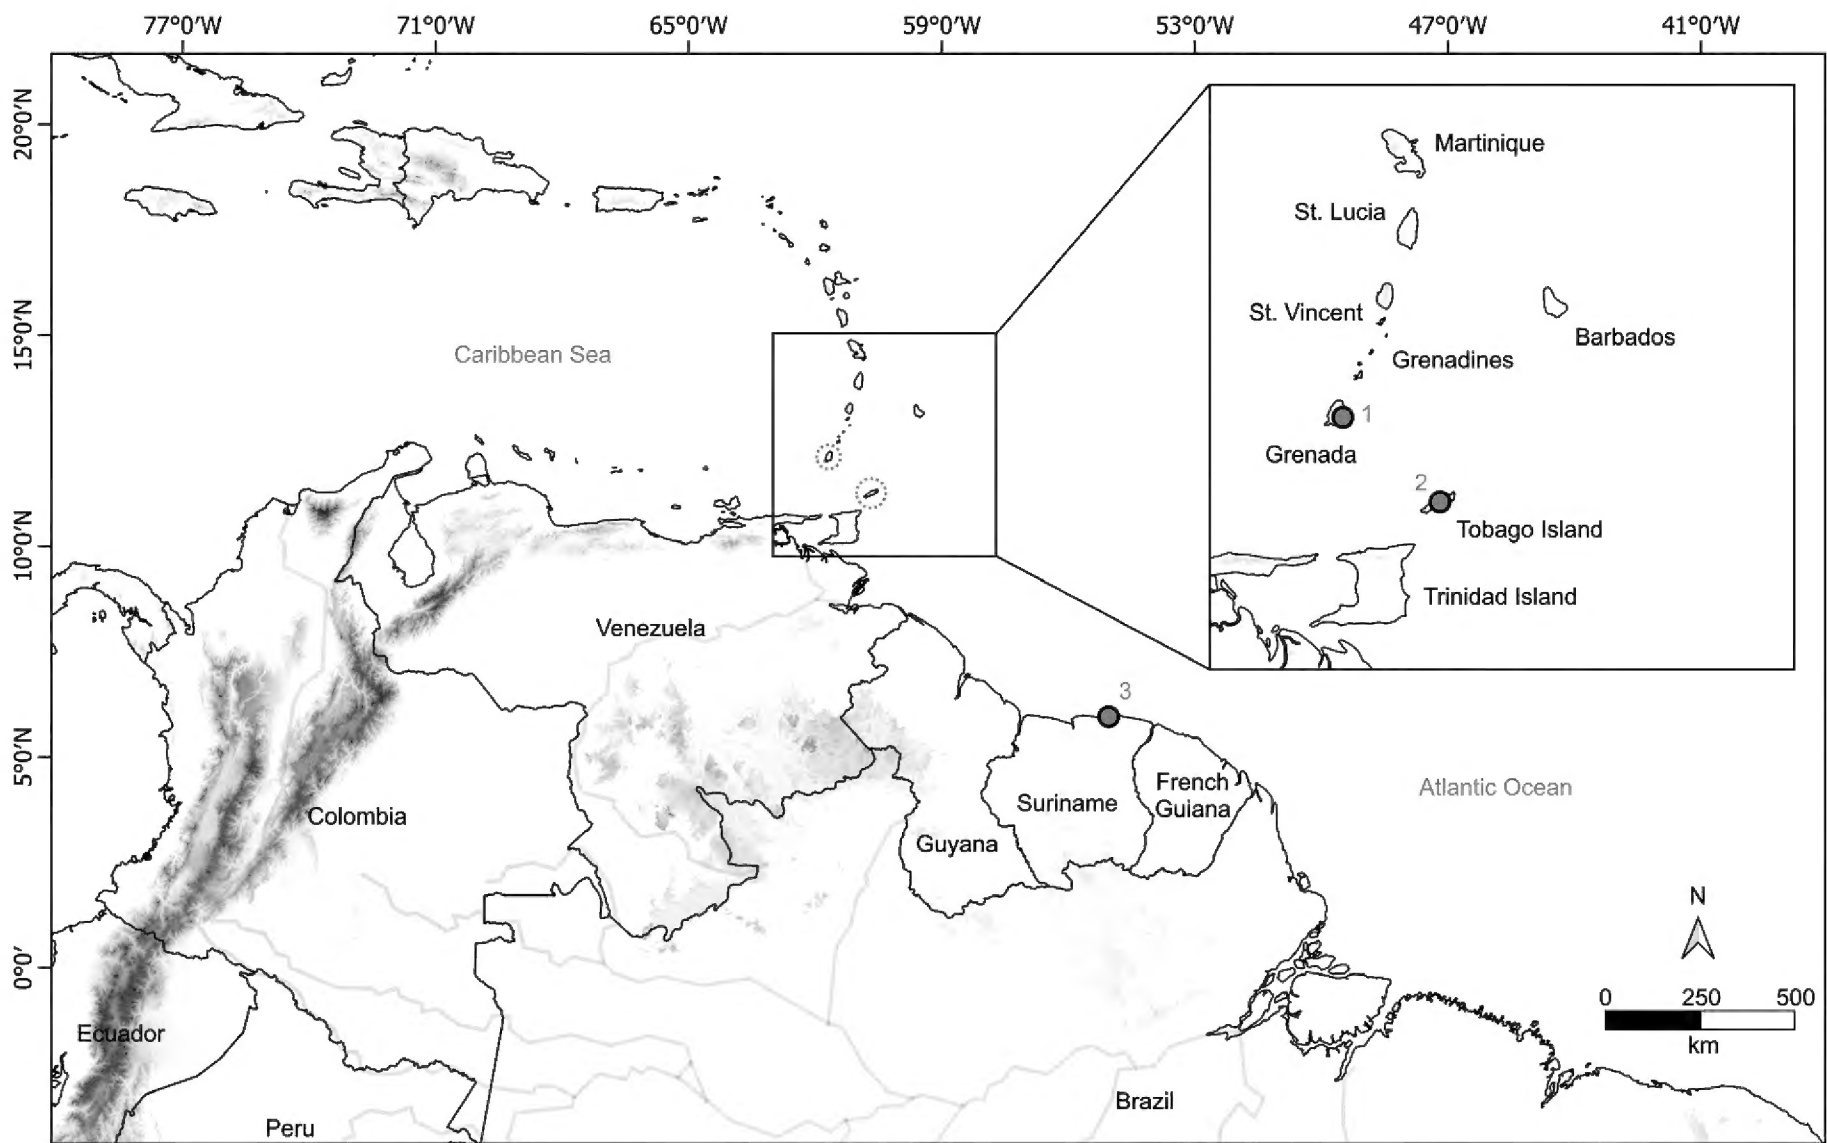 77°0'W 71°0'W 65°0'W 59°0'W 53°0'W 47°0'W 41°0'W
20°0'N
15°0'N
10°0'N
5°0'N
0°0'
Martinique
St. Lucia
St. Vincent
Barbados
Grenadines
1
Grenada
2
Tobago Island
Trinidad Island
Caribbean Sea
Venezuela
3
Colombia
Suriname
French
Guiana
Guyana
Atlantic Ocean
N
0 250 500
km
Ecuador
Brazil
Peru